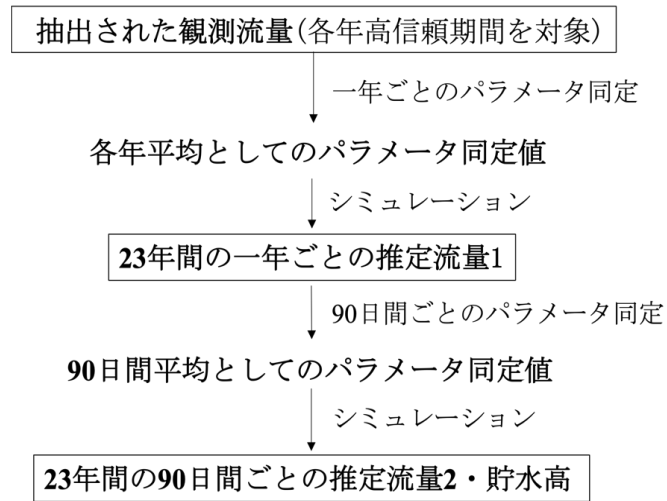 抽出された観測流量(各年高信頼期間を対象)
一年ごとのパラメータ同定
各年平均としてのパラメータ同定値
シミュレーション
23年間の一年ごとの推定流量1
90日間ごとのパラメータ同定
90日間平均としてのパラメータ同定値
シミュレーション
23年間の90日間ごとの推定流量2・貯水高